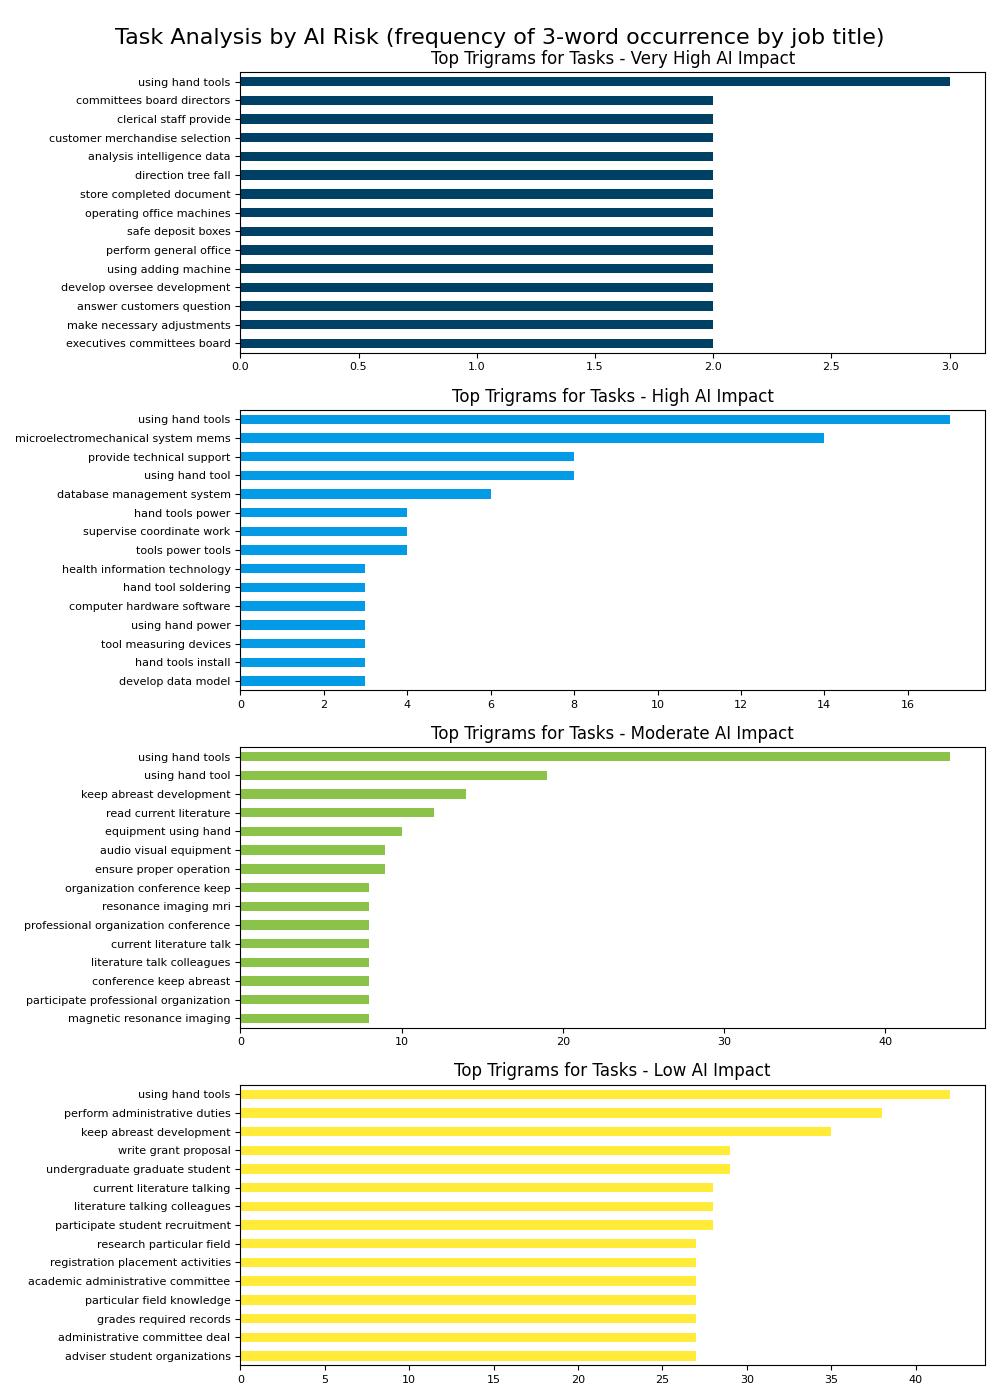 Task Analysis by AI Risk (frequency of 3-word occurrence by job title)
Top Trigrams for Tasks - Very High AI Impact
using hand tools
committees board directors
clerical staff provide
customer merchandise selection
analysis intelligence data
direction tree fall
store completed document
operating office machines
safe deposit boxes
perform general office
using adding machine
develop oversee development
answer customers question
make necessary adjustments
executives committees board
0.0 0.5 1.0 1.5 2.0 2.5 3.0
Top Trigrams for Tasks - High AI Impact
using hand tools
microelectromechanical system mems
provide technical support
using hand tool
database management system
hand tools power
supervise coordinate work
tools power tools
health information technology
hand tool soldering
computer hardware software
using hand power
tool measuring devices
hand tools install
develop data model
0 2 4 6 8 10 12 14 16
Top Trigrams for Tasks - Moderate AI Impact
using hand tools
using hand tool
keep abreast development
read current literature
equipment using hand
audio visual equipment
ensure proper operation
organization conference keep
resonance imaging mri
professional organization conference
current literature talk
literature talk colleagues
conference keep abreast
participate professional organization
magnetic resonance imaging
0 10 20 30 40
Top Trigrams for Tasks - Low AI Impact
using hand tools
perform administrative duties
keep abreast development
write grant proposal
undergraduate graduate student
current literature talking
literature talking colleagues
participate student recruitment
research particular field
registration placement activities
academic administrative committee
particular field knowledge
grades required records
administrative committee deal
adviser student organizations
0 5 10 15 20 25 30 35 40